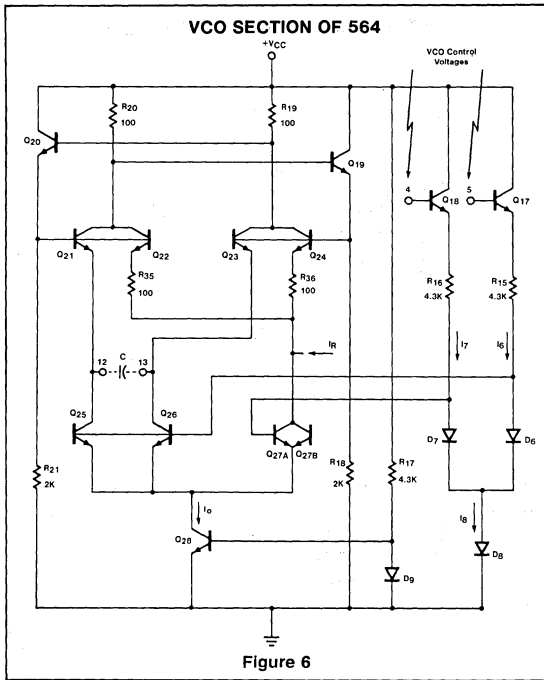 VCO SECTION OF 564
+VCC
VCO Control
Voltages
R20
100
R19
100
Q20
Q19
4
Q18
5
Q17
Q21
Q22
Q23
Q24
R35
100
R36
100
R16
4.3K
R15
4.3K
IR
I7
I6
12
C
13
Q25
Q26
Q27A
Q27B
D7
D6
R21
2K
R18
2K
R17
4.3K
Io
I8
Q28
D9
D8
Figure 6